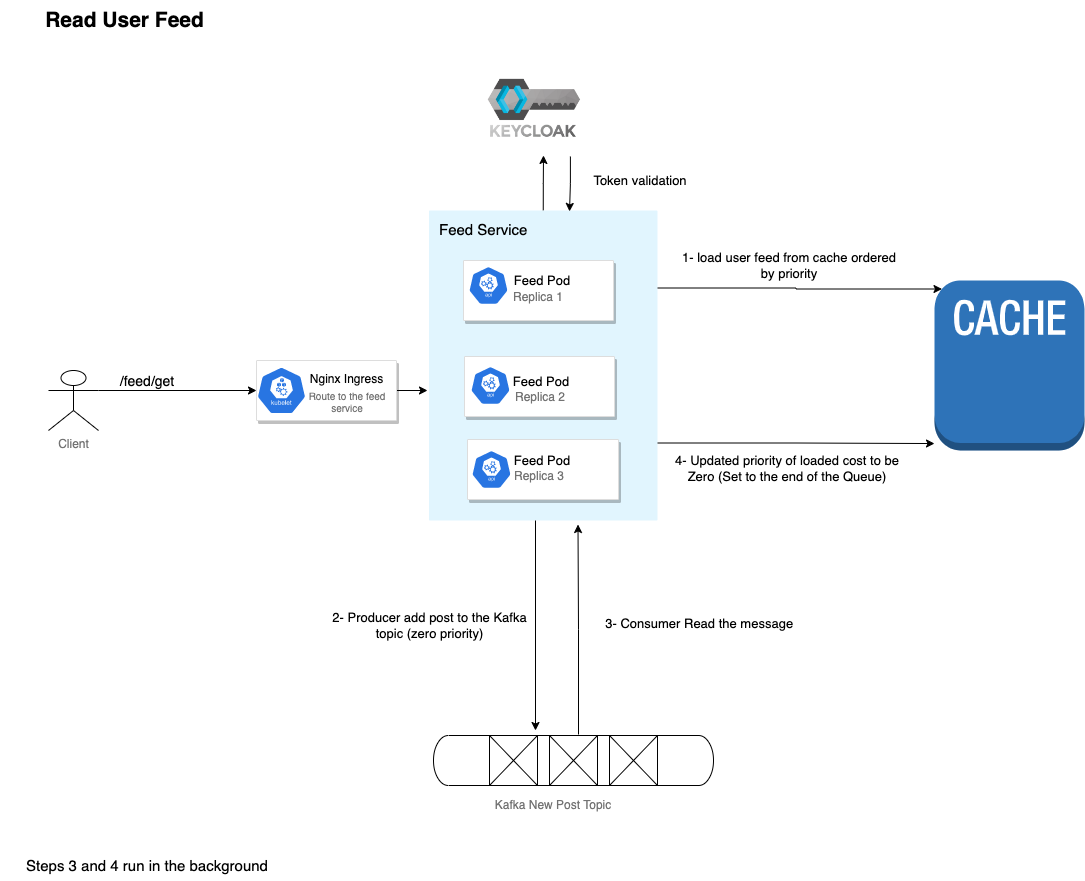 Read User Feed
KEYCLOAK
Token validation
Feed Service
1- load user feed from cache ordered
by priority
api
Feed Pod
Replica 1
CACHE
/feed/get
kubelet
Nginx Ingress
Route to the feed
service
api
Feed Pod
Replica 2
Client
api
Feed Pod
Replica 3
4- Updated priority of loaded cost to be
Zero (Set to the end of the Queue)
2- Producer add post to the Kafka
topic (zero priority)
3- Consumer Read the message
Kafka New Post Topic
Steps 3 and 4 run in the background